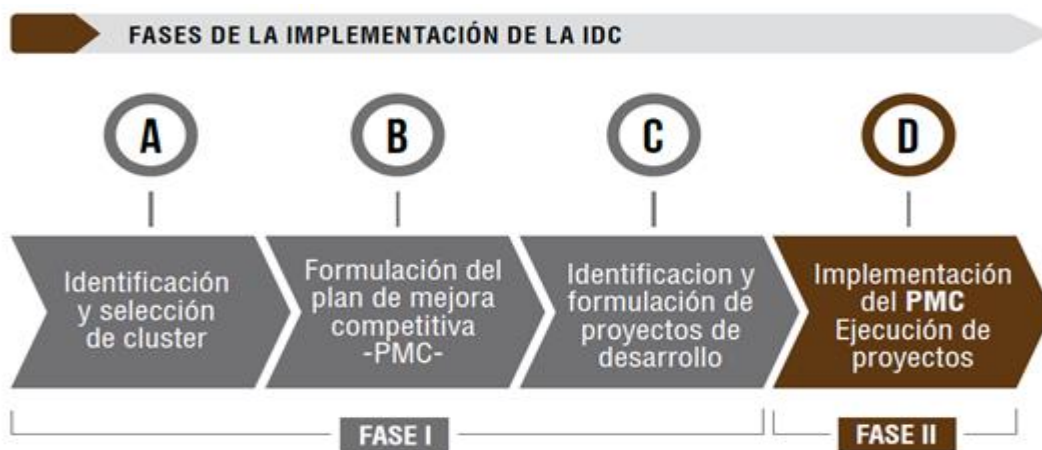 FASES DE LA IMPLEMENTACIÓN DE LA IDC
A
B
C
D
Identificación
y selección
de cluster
Formulación del
plan de mejora
competitiva
-PMC-
Identificacion y
formulación de
proyectos de
desarrollo
Implementación
del PMC
Ejecución de
proyectos
FASE I
FASE II